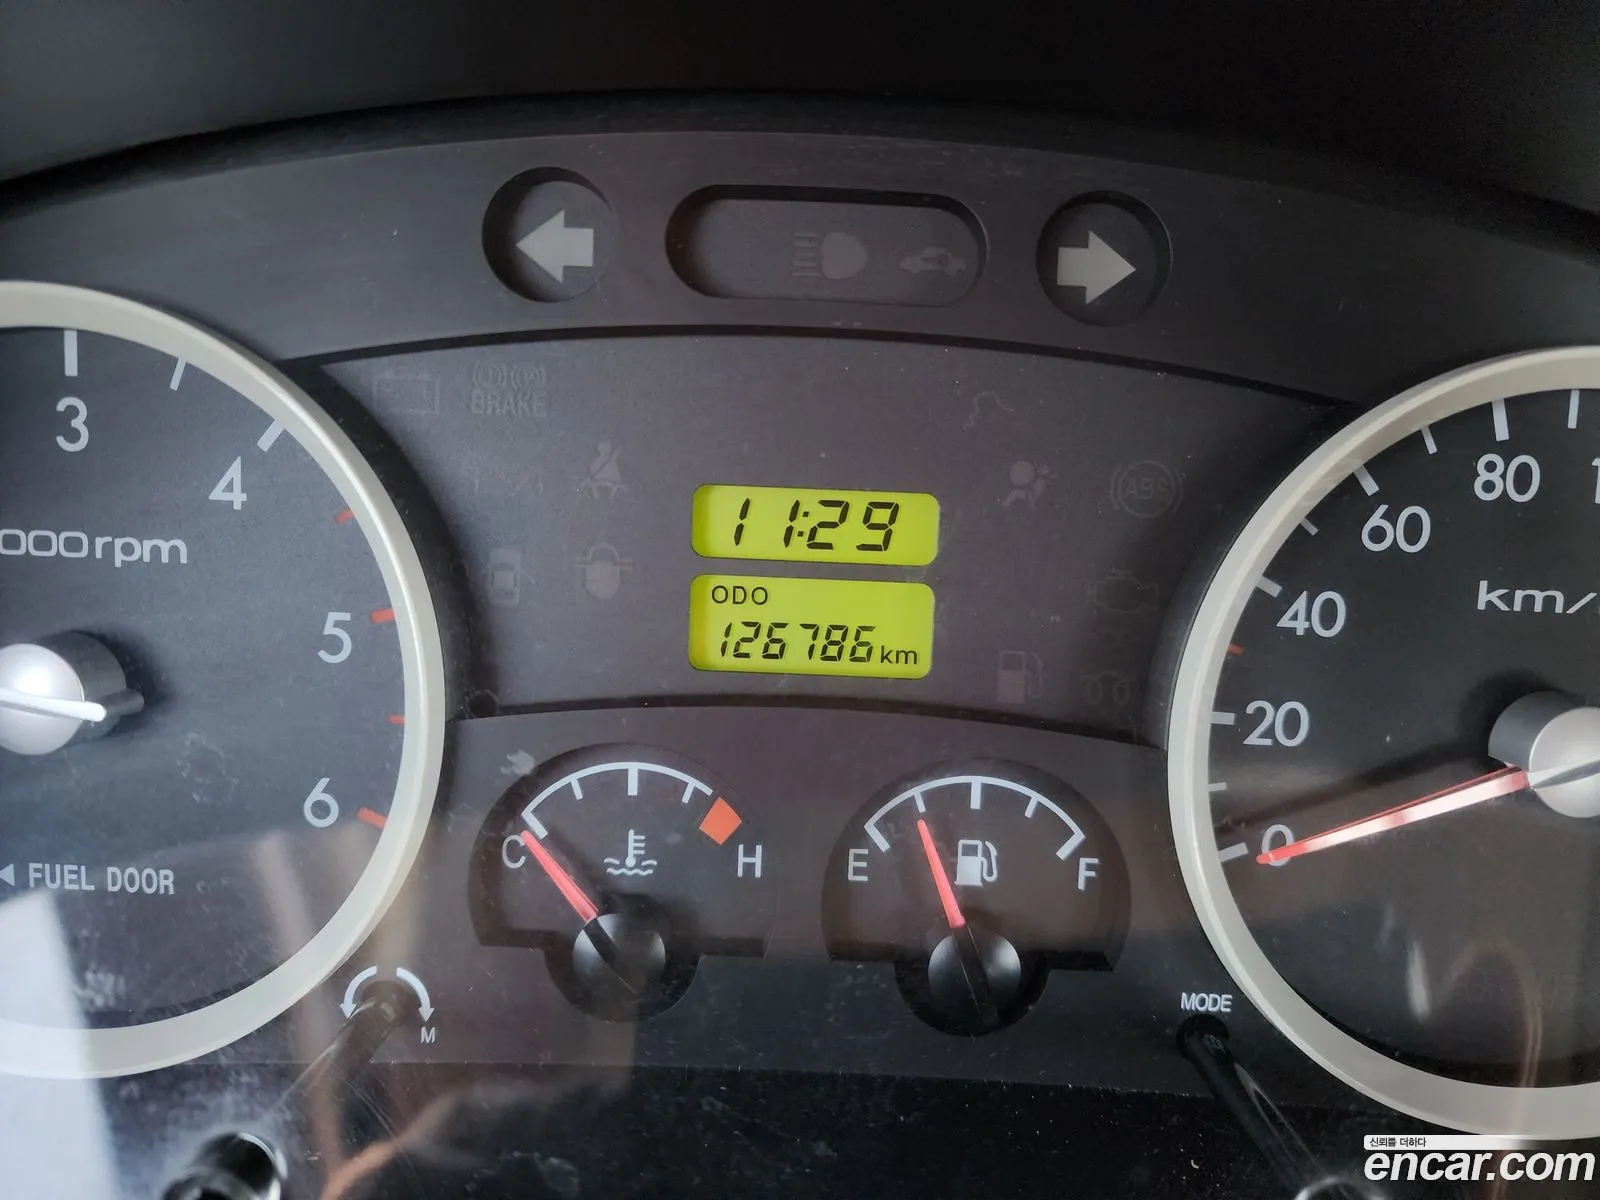 BRAKE
3
4
5
6
000rpm
FUEL DOOR
ABS
11:29
ODO
126786km
C
H
E
F
M
MODE
80
60
40
20
0
km/
신뢰를 더하다
encar.com